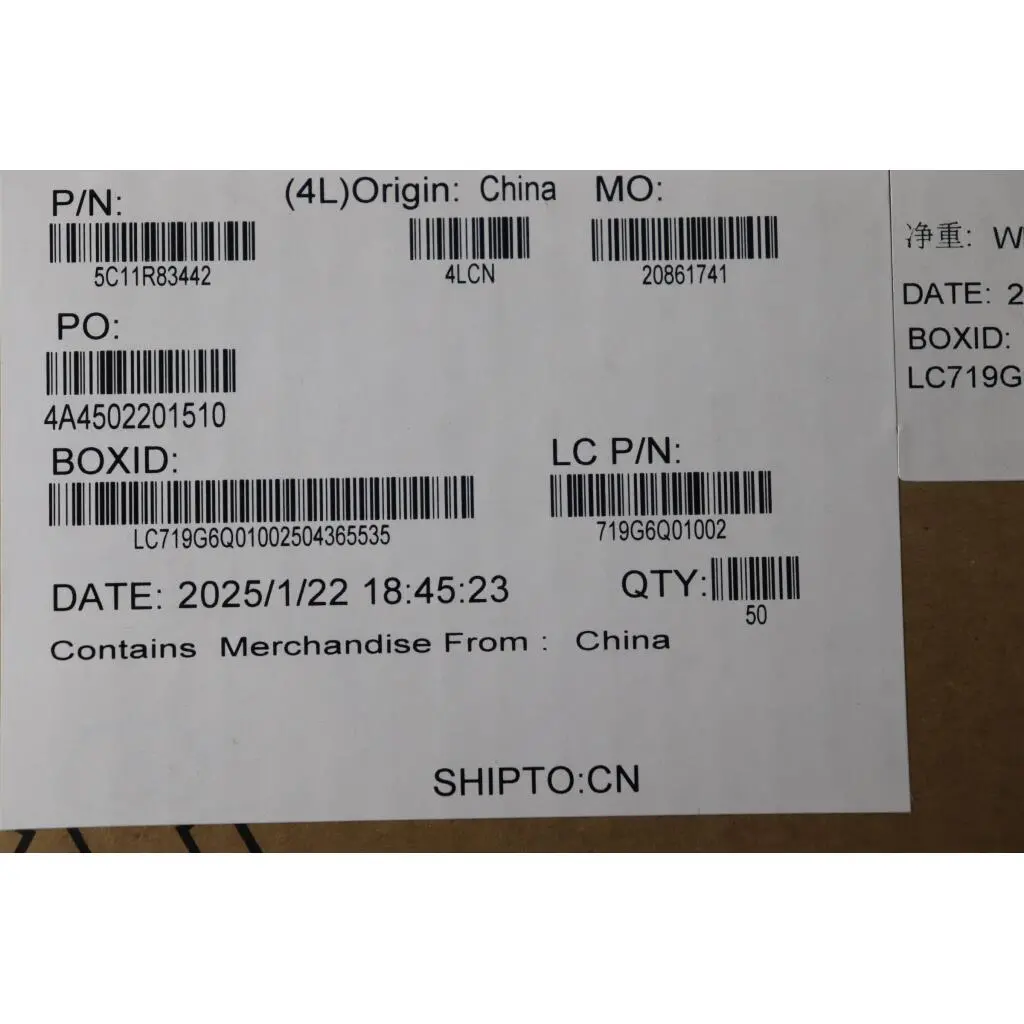 P/N: (4L)Origin: China MO:
5C11R83442 4LCN 20861741
PO:
4A4502201510
BOXID: LC P/N:
LC719G6Q01002504365535 719G6Q01002
DATE: 2025/1/22 18:45:23 QTY:
50
Contains Merchandise From : China
SHIPTO:CN
净重: W
DATE: 2
BOXID:
LC719G